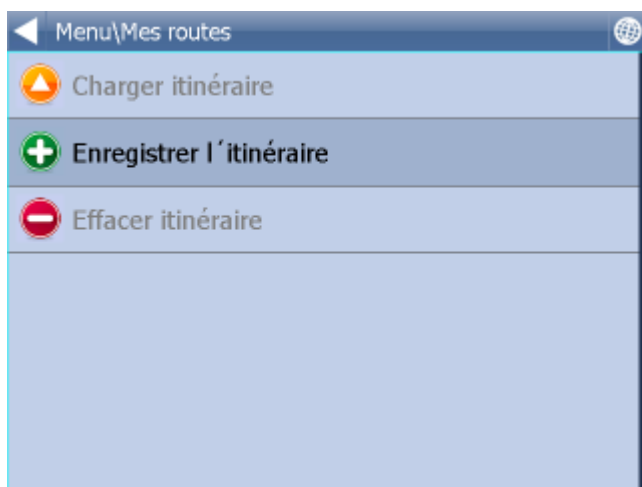 Menu\Mes routes
Charger itinéraire
Enregistrer l´itinéraire
Effacer itinéraire